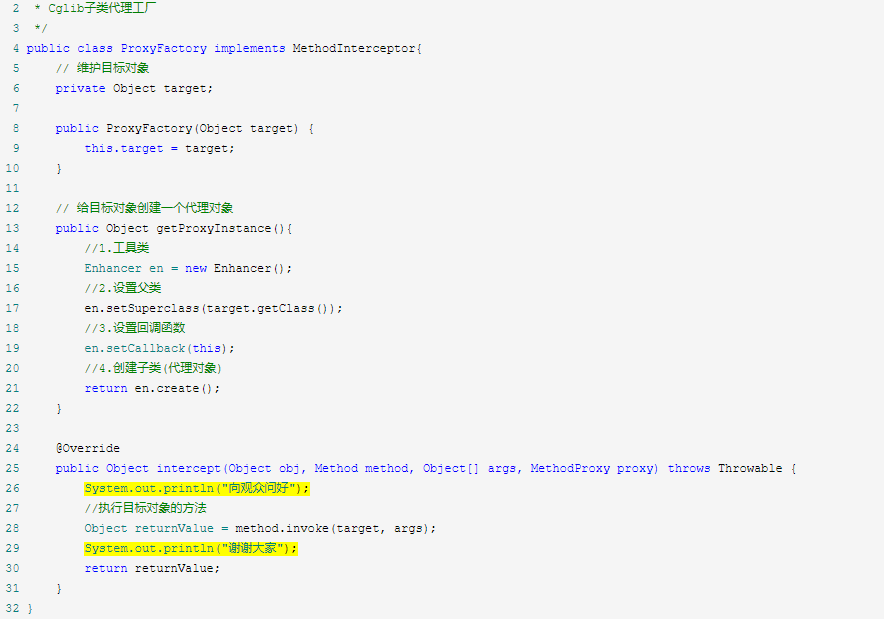 2  * Cglib子类代理工厂
3  */
4 public class ProxyFactory implements MethodInterceptor{
5     // 维护目标对象
6     private Object target;
7
8     public ProxyFactory(Object target) {
9         this.target = target;
10     }
11
12     // 给目标对象创建一个代理对象
13     public Object getProxyInstance(){
14         //1.工具类
15         Enhancer en = new Enhancer();
16         //2.设置父类
17         en.setSuperclass(target.getClass());
18         //3.设置回调函数
19         en.setCallback(this);
20         //4.创建子类(代理对象)
21         return en.create();
22     }
23
24     @Override
25     public Object intercept(Object obj, Method method, Object[] args, MethodProxy proxy) throws Throwable {
26         System.out.println("向观众问好");
27         //执行目标对象的方法
28         Object returnValue = method.invoke(target, args);
29         System.out.println("谢谢大家");
30         return returnValue;
31     }
32 }